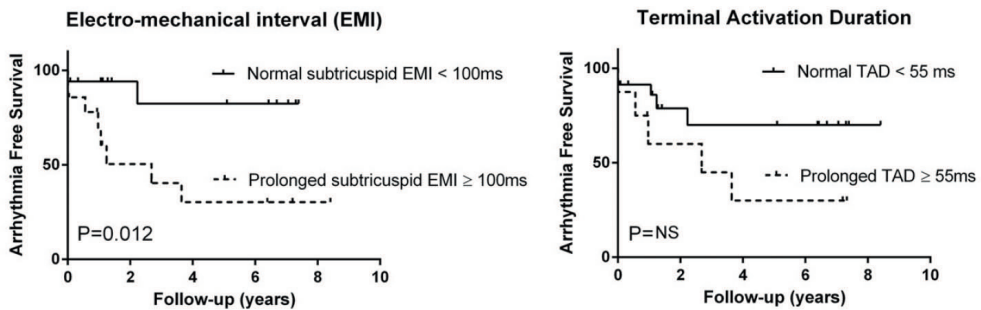 Electro-mechanical interval (EMI)
Arrhythmia Free Survival
100
50
0
Normal subtricuspid EMI < 100ms
Prolonged subtricuspid EMI ≥ 100ms
P=0.012
0 2 4 6 8 10
Follow-up (years)
Terminal Activation Duration
Arrhythmia Free Survival
100
50
0
Normal TAD < 55 ms
Prolonged TAD ≥ 55ms
P=NS
0 2 4 6 8 10
Follow-up (years)